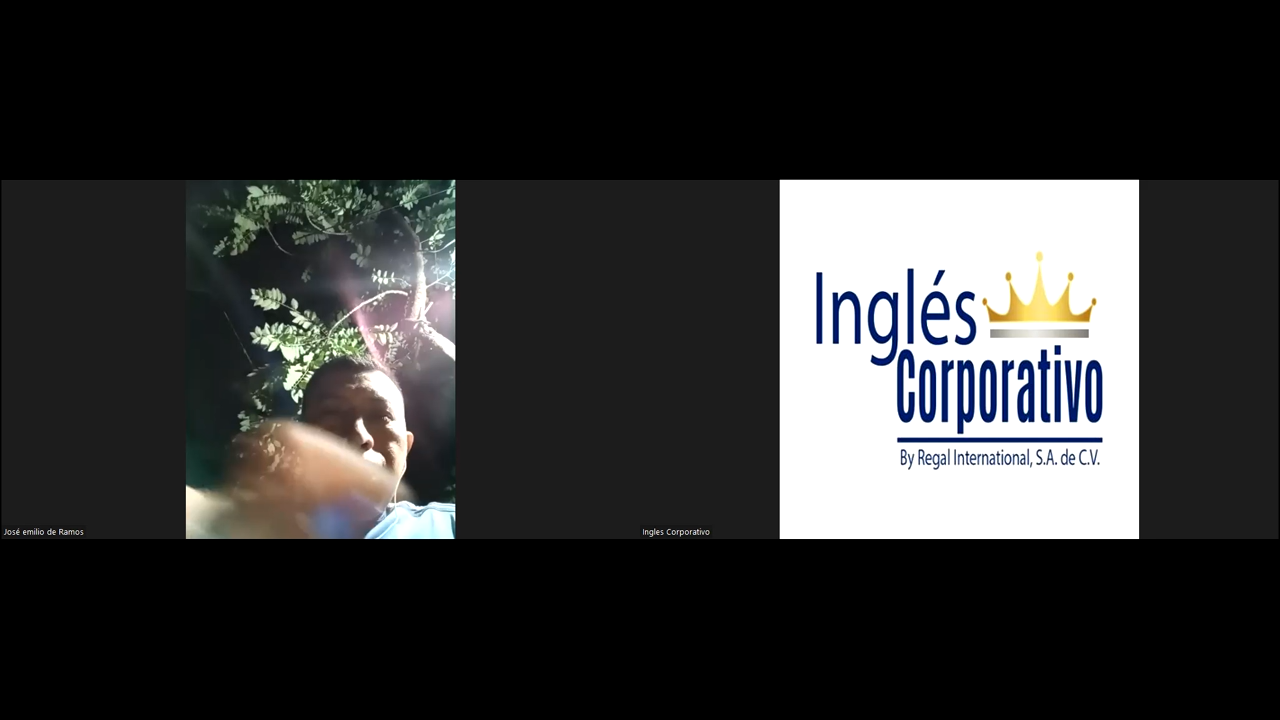 Inglés
Corporativo
By Regal International, S.A. de C.V.
José emilio de Ramos
Ingles Corporativo